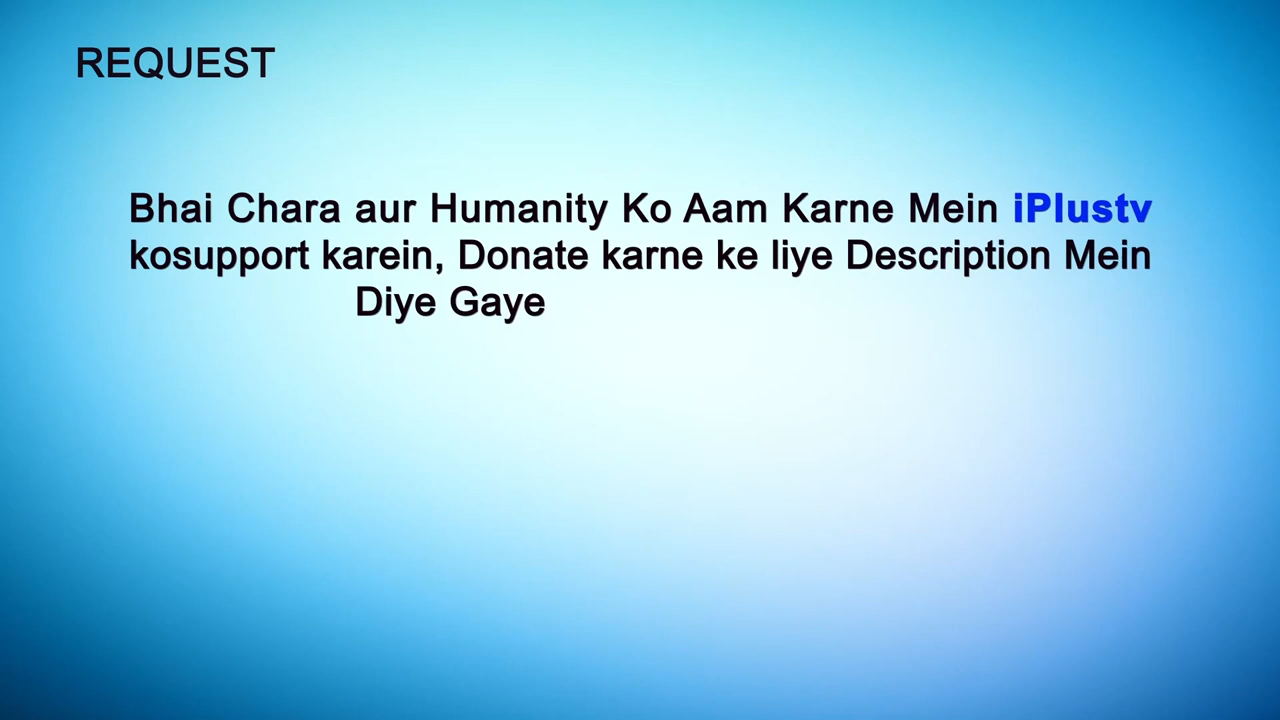 REQUEST
Bhai Chara aur Humanity Ko Aam Karne Mein iPlustv
kosupport karein, Donate karne ke liye Description Mein
Diye Gaye